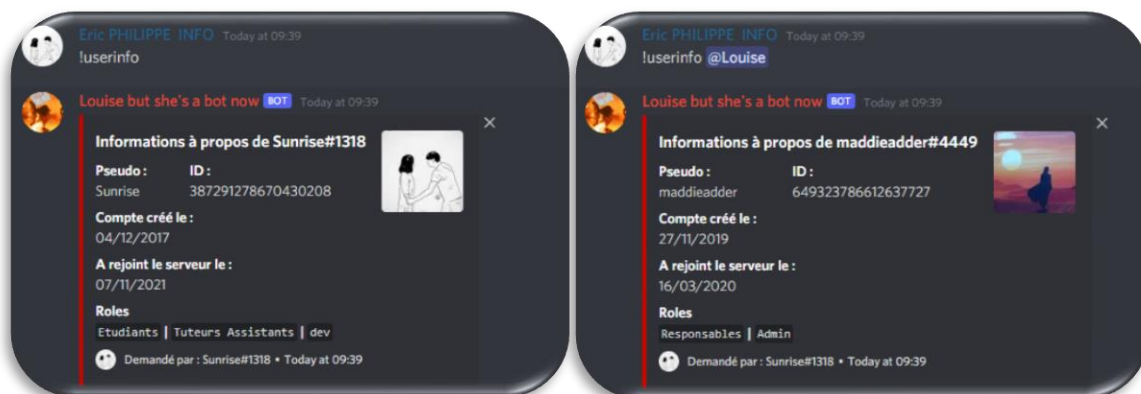 Eric PHILIPPE INFO Today at 09:39
!userinfo
Louise but she's a bot now BOT Today at 09:39
Informations à propos de Sunrise#1318
Pseudo : ID :
Sunrise 387291278670430208
Compte créé le :
04/12/2017
A rejoint le serveur le :
07/11/2021
Roles
Etudiants | Tuteurs Assistants | dev
Demandé par : Sunrise#1318 • Today at 09:39
Eric PHILIPPE INFO Today at 09:39
!userinfo @Louise
Louise but she's a bot now BOT Today at 09:39
Informations à propos de maddieadder#4449
Pseudo : ID :
maddieadder 649323786612637727
Compte créé le :
27/11/2019
A rejoint le serveur le :
16/03/2020
Roles
Responsables | Admin
Demandé par : Sunrise#1318 • Today at 09:39